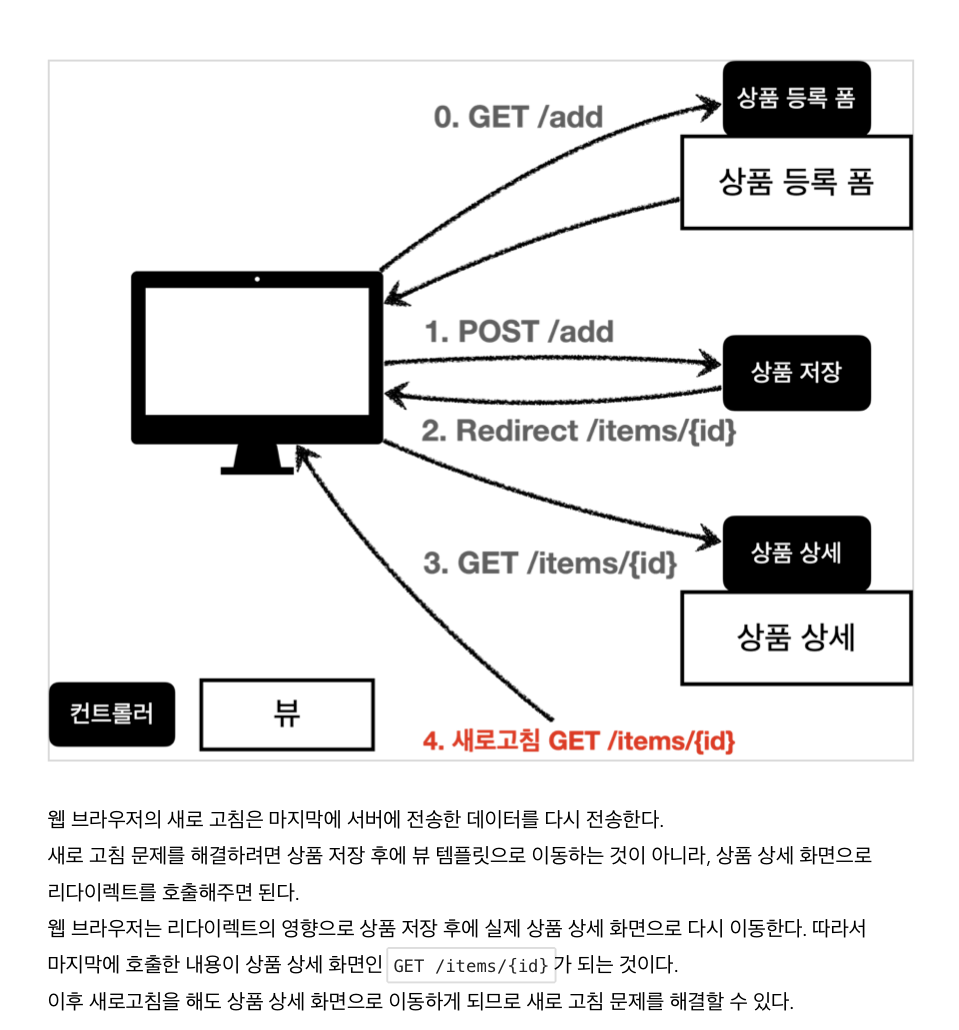 0. GET /add
상품 등록 폼
상품 등록 폼
1. POST /add
상품 저장
2. Redirect /items/{id}
3. GET /items/{id}
상품 상세
상품 상세
컨트롤러
뷰
4. 새로고침 GET /items/{id}
웹 브라우저의 새로 고침은 마지막에 서버에 전송한 데이터를 다시 전송한다.
새로 고침 문제를 해결하려면 상품 저장 후에 뷰 템플릿으로 이동하는 것이 아니라, 상품 상세 화면으로
리다이렉트를 호출해주면 된다.
웹 브라우저는 리다이렉트의 영향으로 상품 저장 후에 실제 상품 상세 화면으로 다시 이동한다. 따라서
마지막에 호출한 내용이 상품 상세 화면인 GET /items/{id} 가 되는 것이다.
이후 새로고침을 해도 상품 상세 화면으로 이동하게 되므로 새로 고침 문제를 해결할 수 있다.